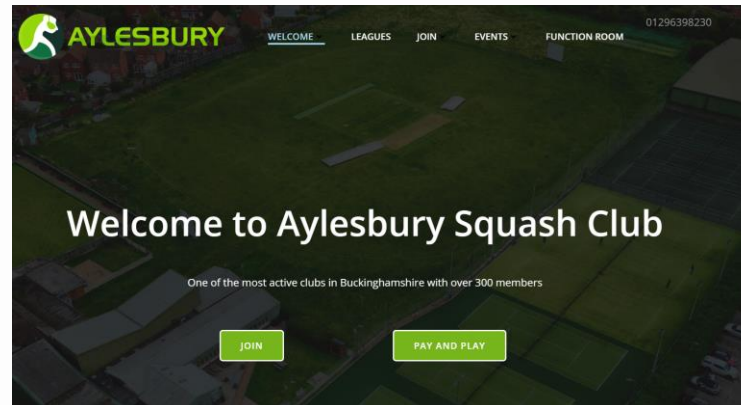 01296398230
AYLESBURY
WELCOME LEAGUES JOIN EVENTS FUNCTION ROOM
Welcome to Aylesbury Squash Club
One of the most active clubs in Buckinghamshire with over 300 members
JOIN PAY AND PLAY